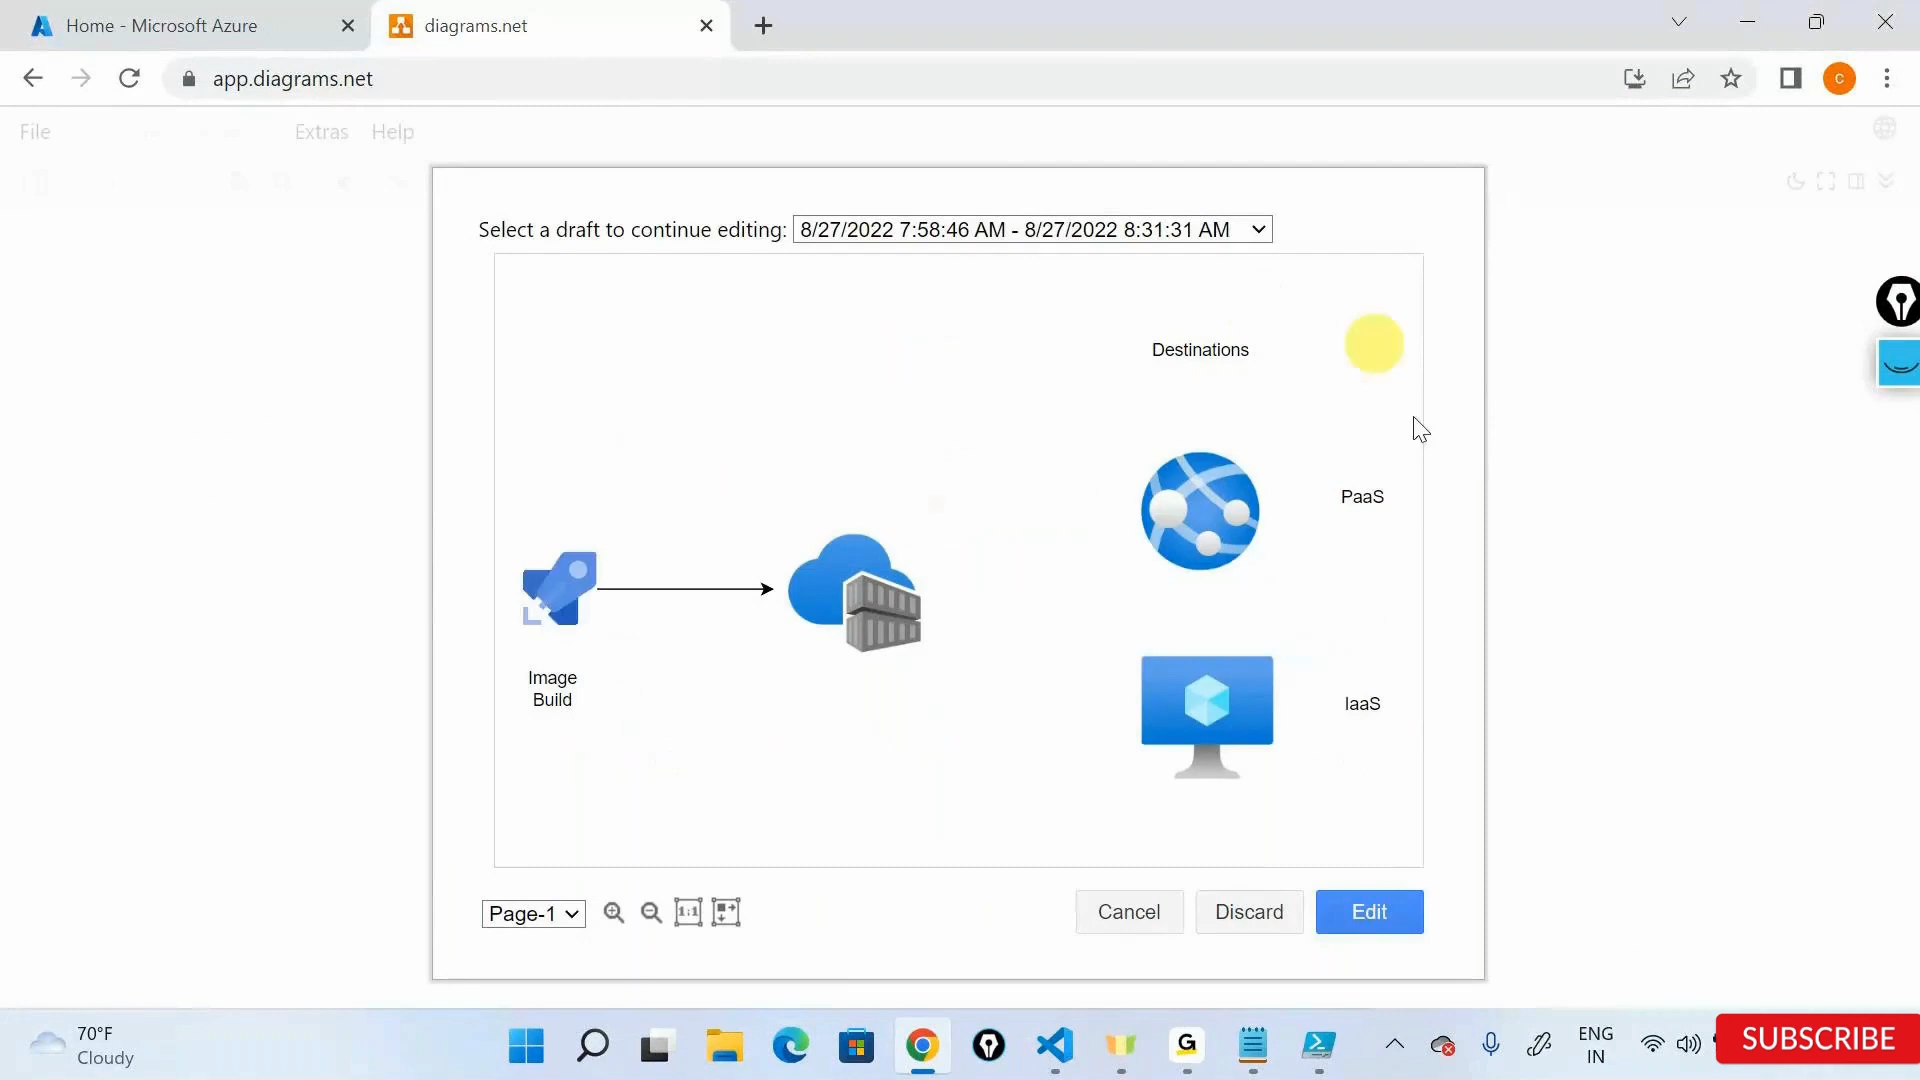 Home - Microsoft Azure
diagrams.net
app.diagrams.net
C
File
Extras
Help
Select a draft to continue editing:
8/27/2022 7:58:46 AM - 8/27/2022 8:31:31 AM
Destinations
PaaS
Image
Build
IaaS
Page-1
1:1
Cancel
Discard
Edit
70°F
Cloudy
G
ENG
IN
SUBSCRIBE